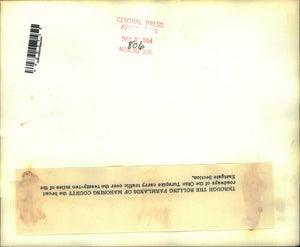 CENTRAL PRESS
806
THROUGH THE ROLLING FARMLANDS OF MAHONING COUNTY the broad
roadways of the Ohio Turnpike carry traffic over the twenty-two miles of the
Eastgate Section.